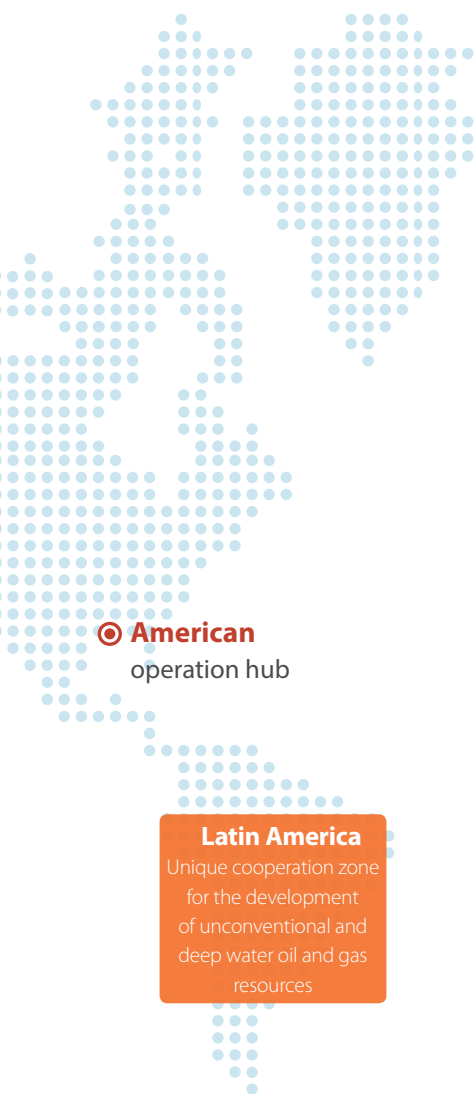 American
operation hub
Latin America
Unique cooperation zone
for the development
of unconventional and
deep water oil and gas
resources